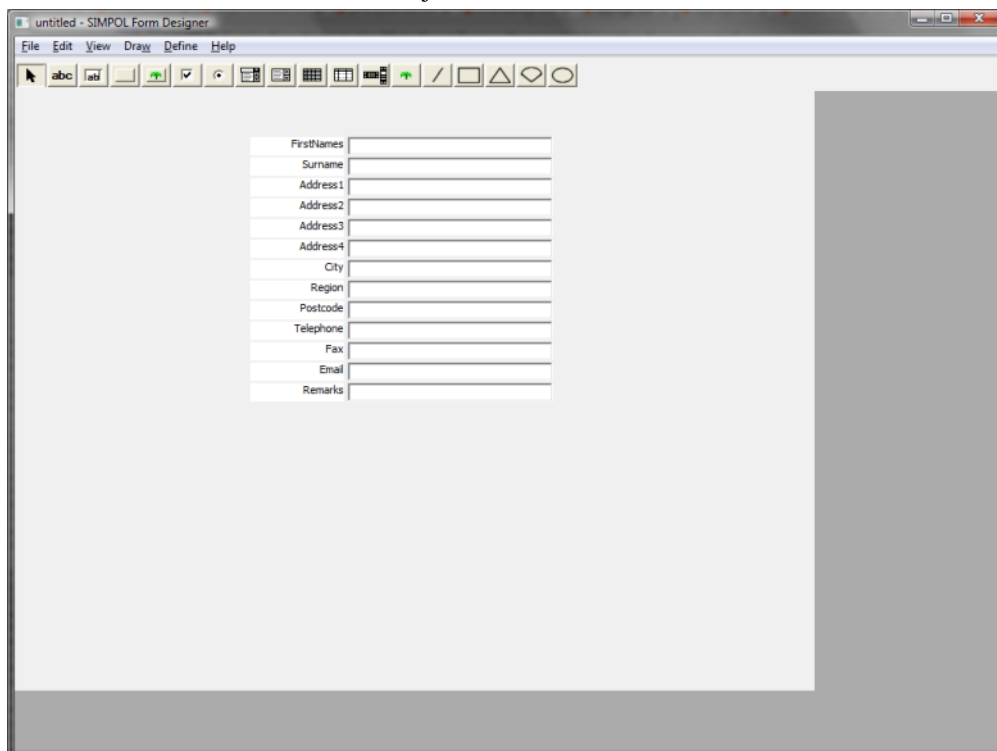 untitled - SIMPOL Form Designer
File Edit View Draw Define Help
abc ab
FirstNames
Surname
Address1
Address2
Address3
Address4
City
Region
Postcode
Telephone
Fax
Email
Remarks